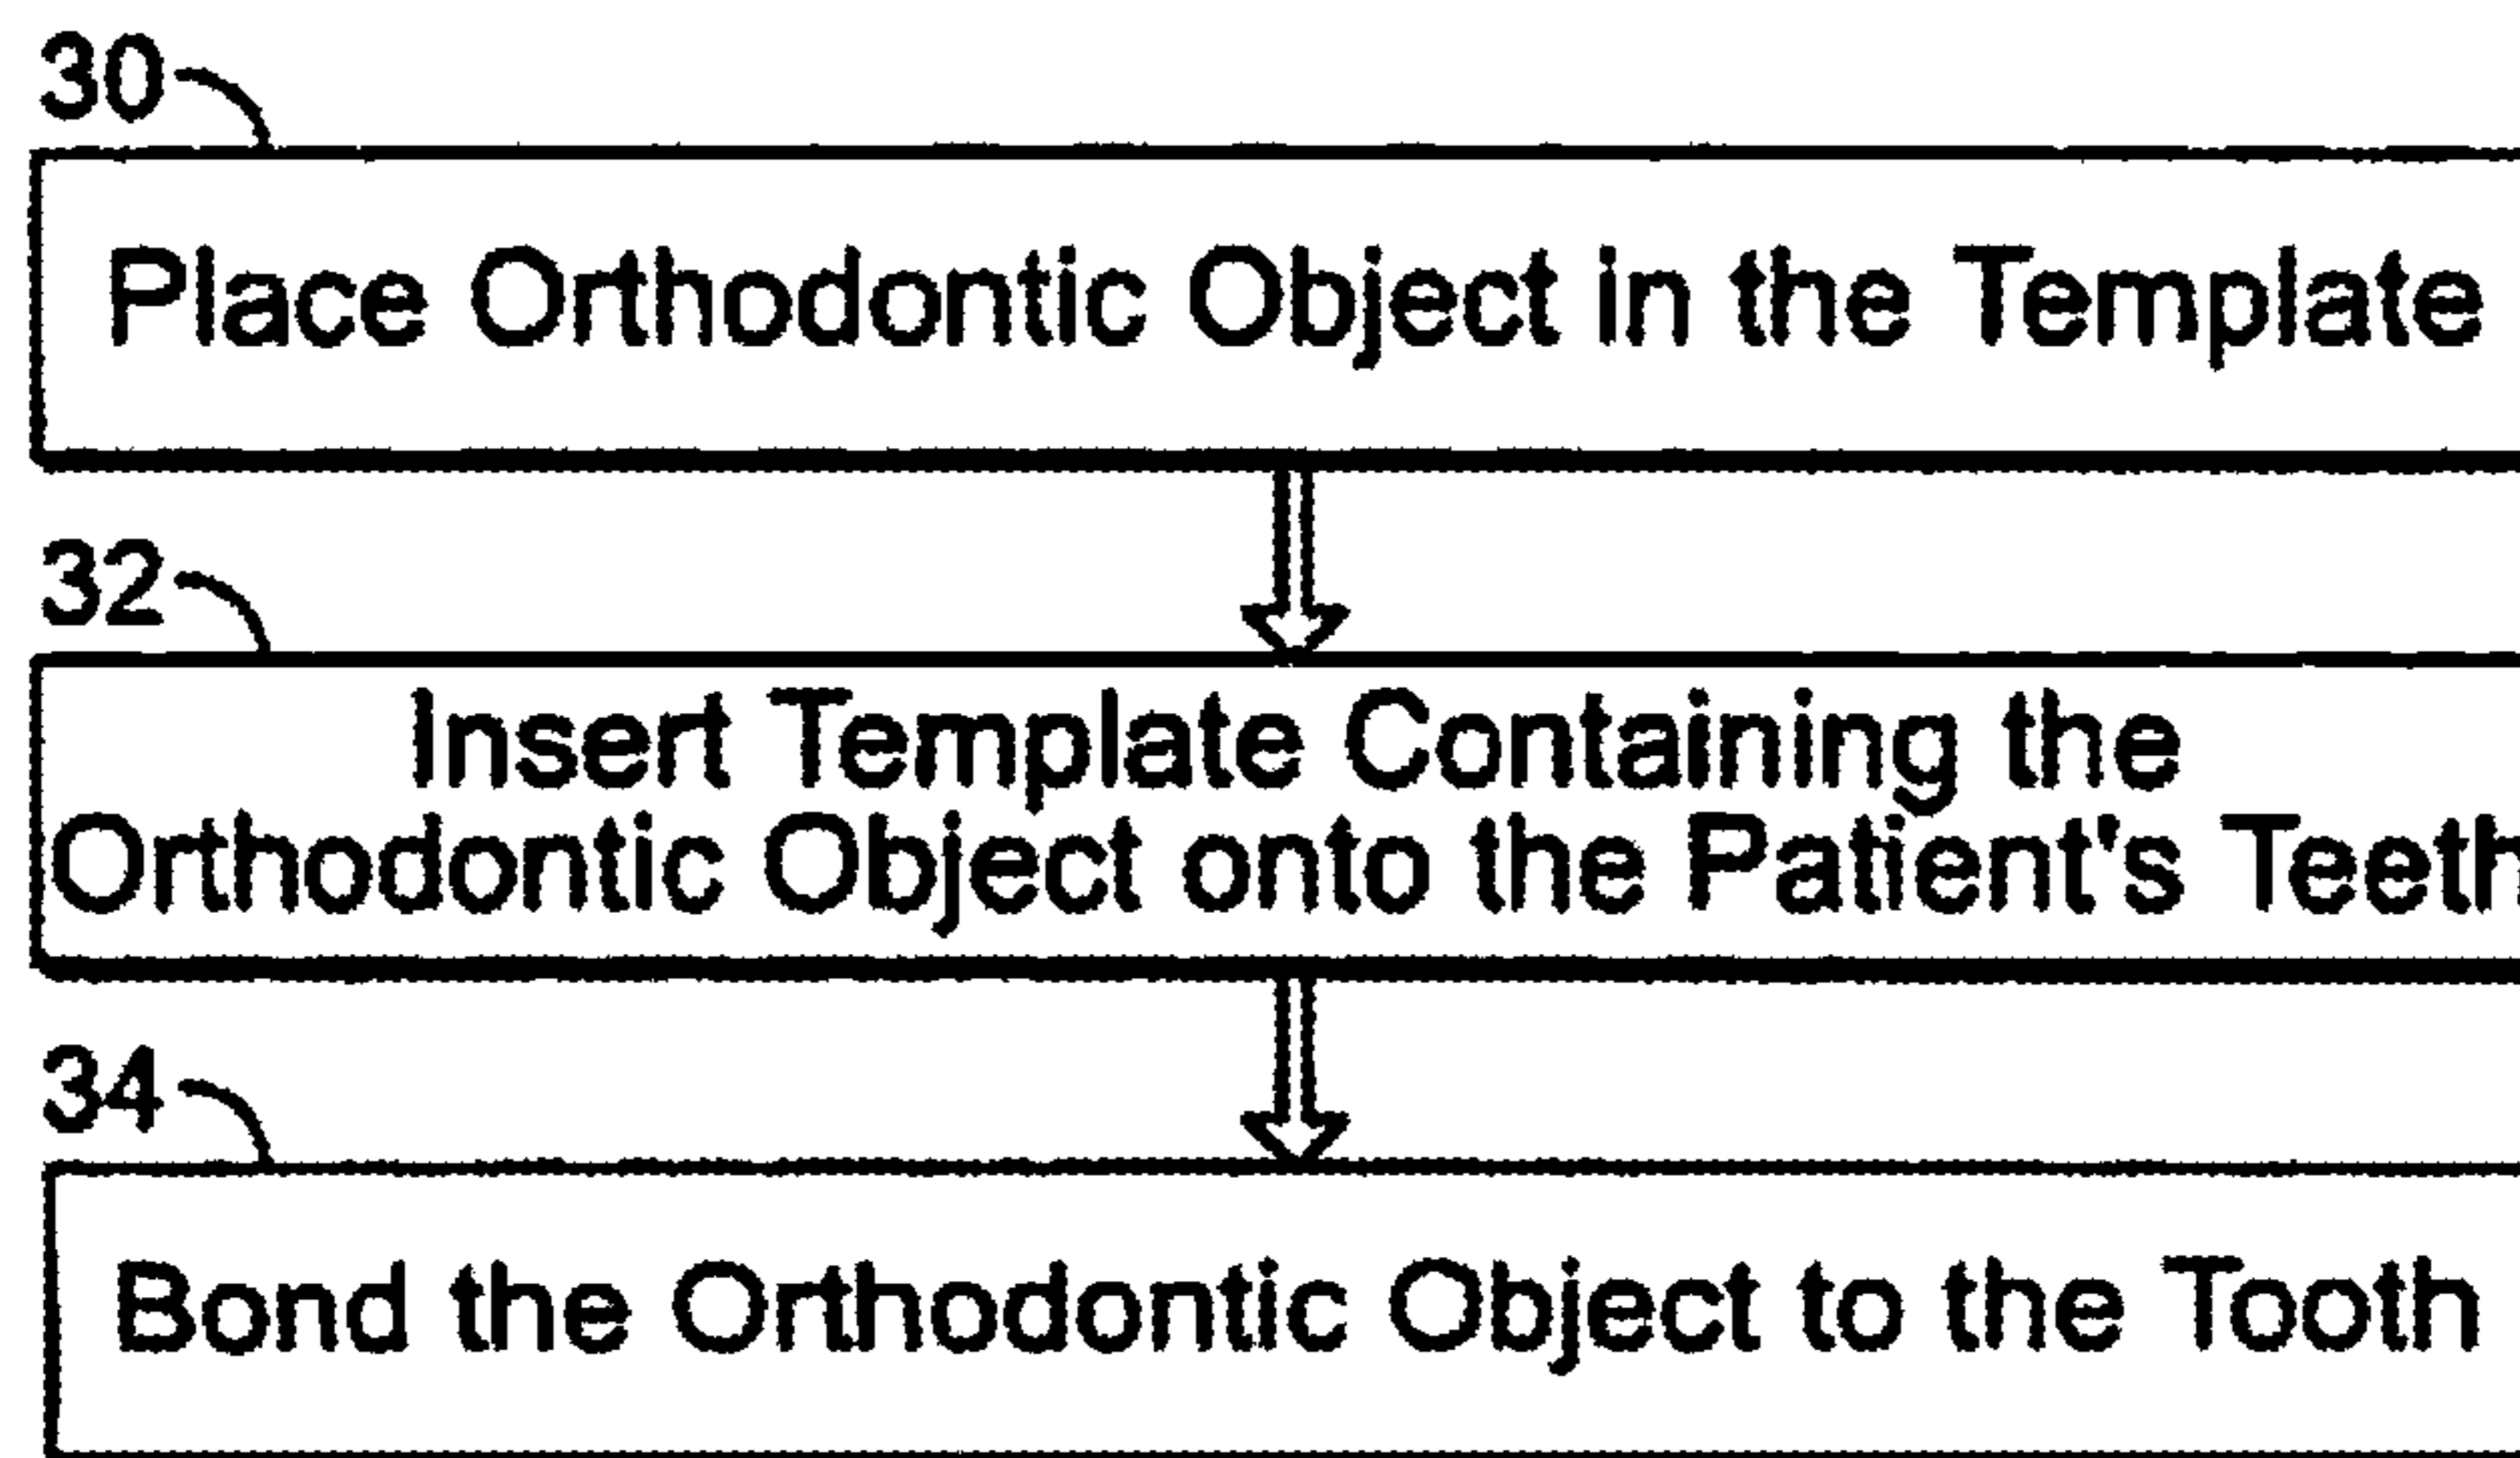 30
Place Orthodontic Object in the Template
32
Insert Template Containing the
Orthodontic Object onto the Patient's Teeth
34
Bond the Orthodontic Object to the Tooth